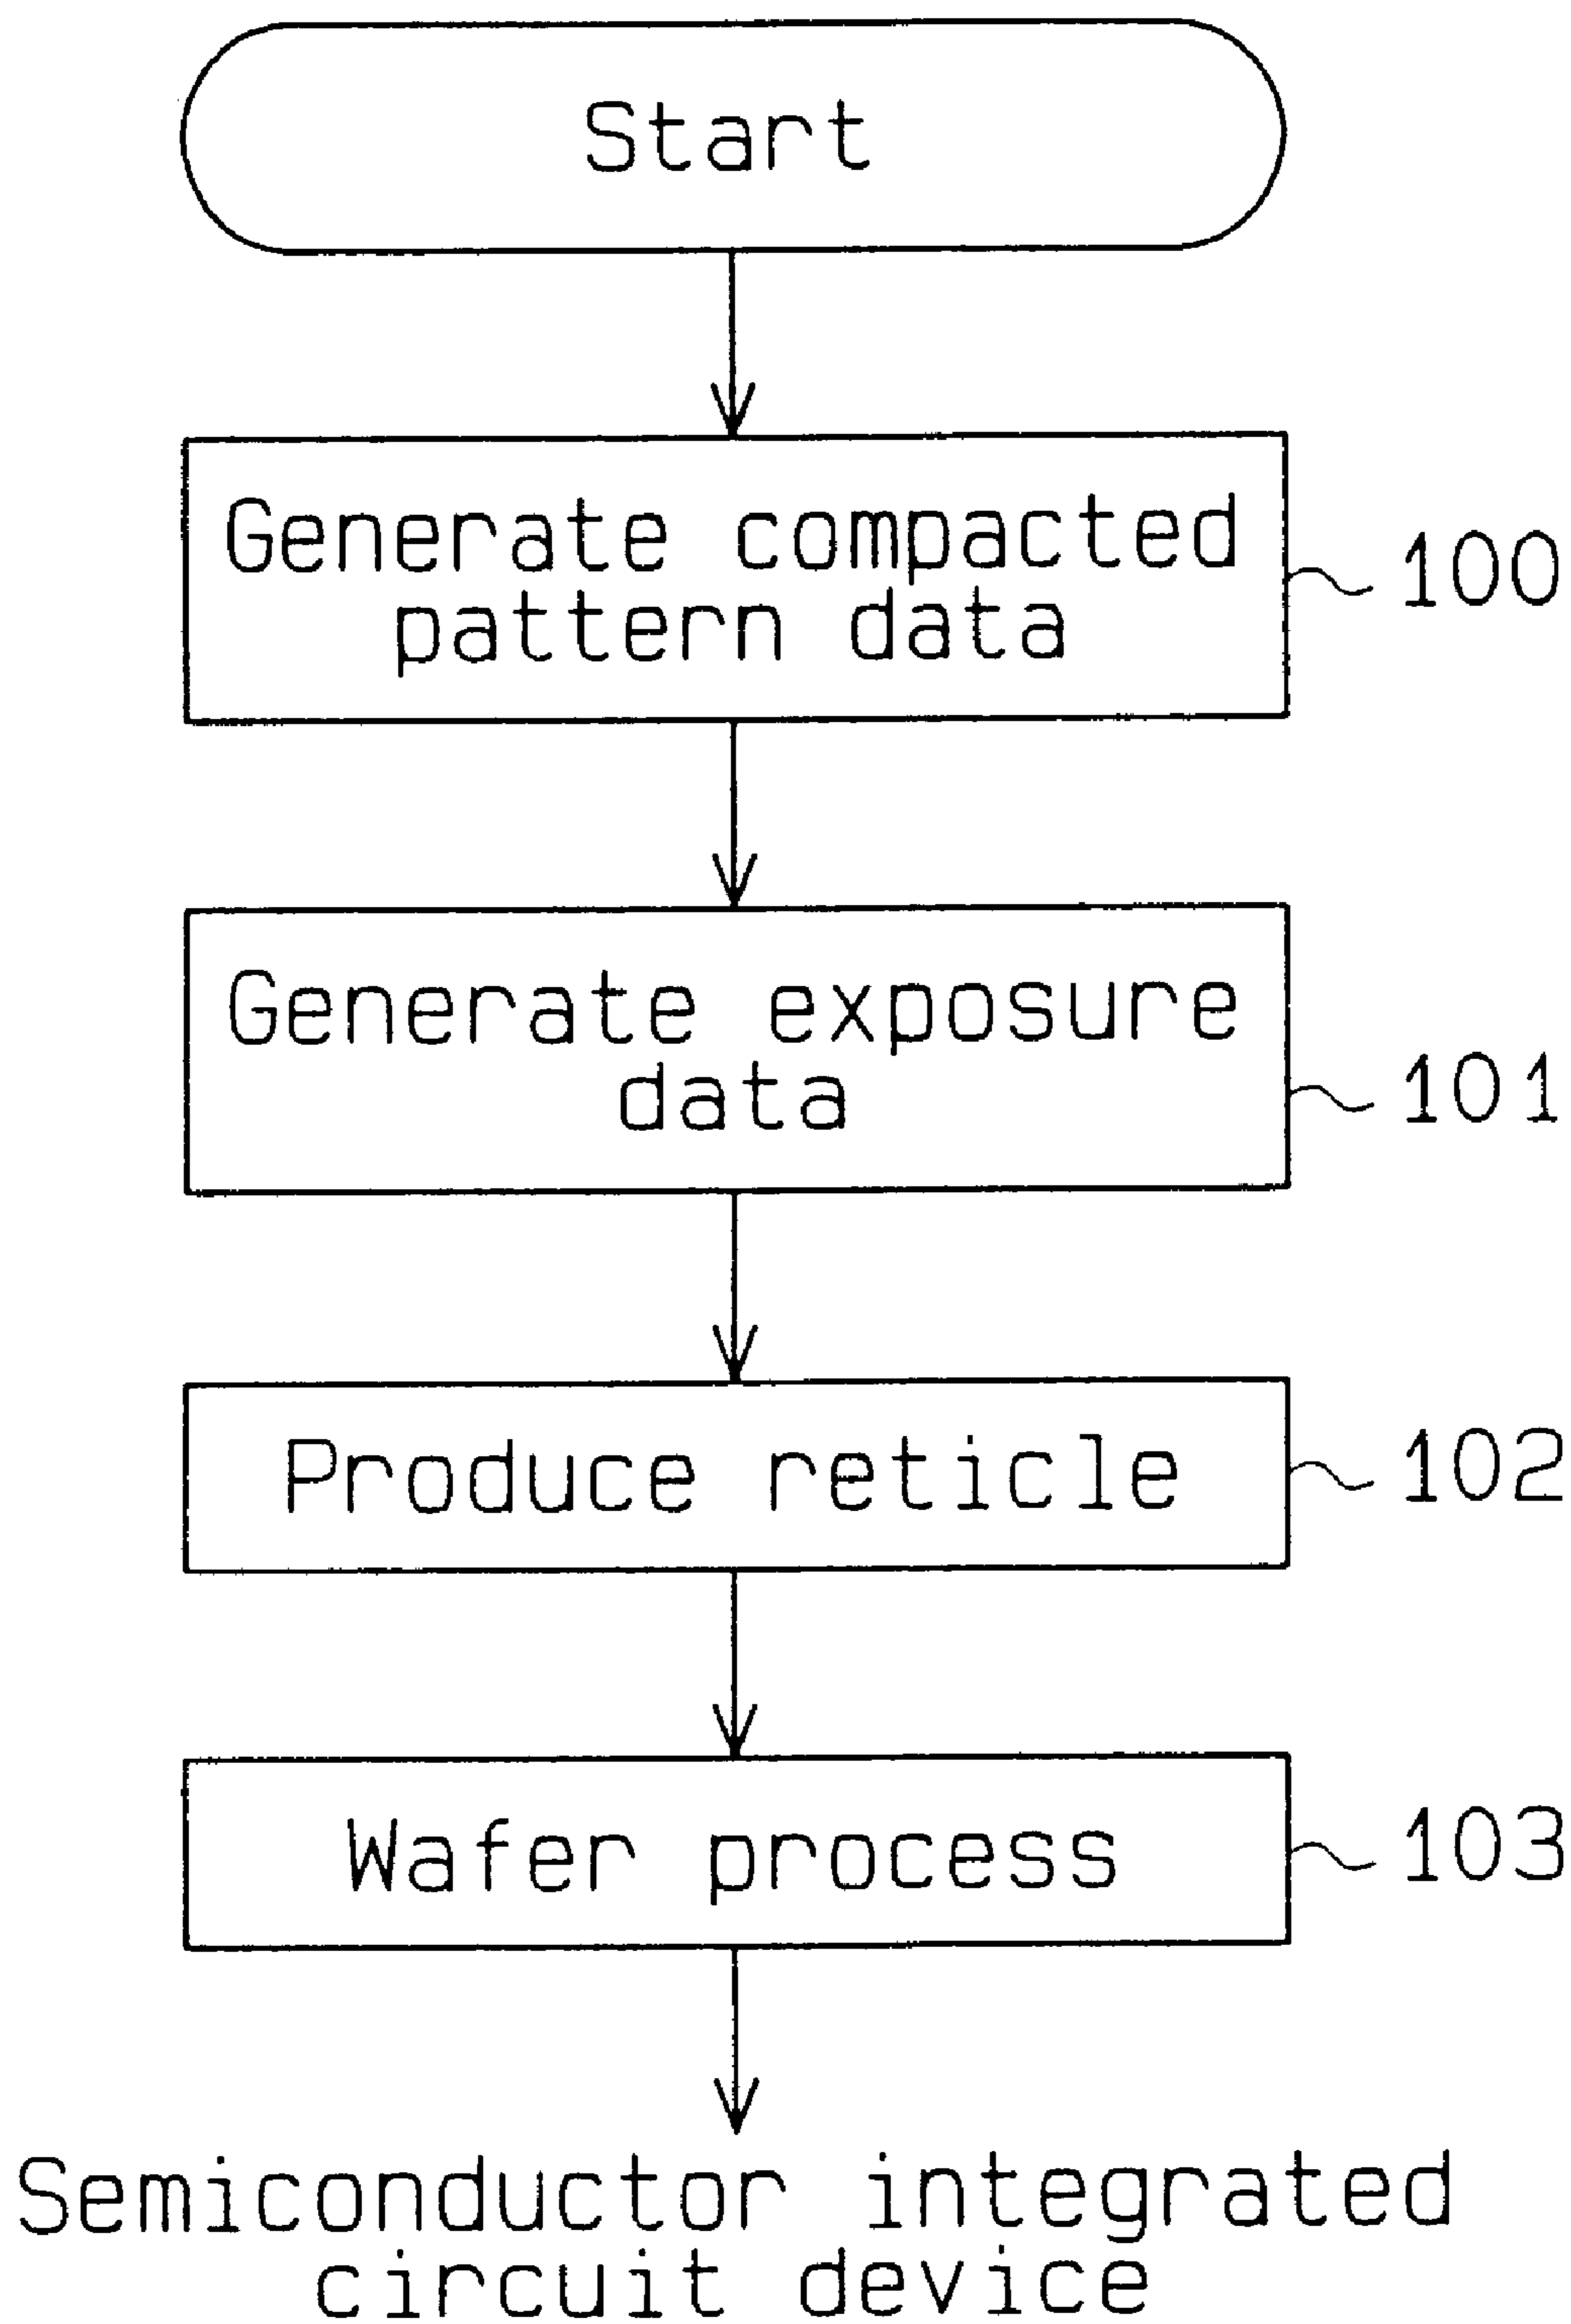 Start
Generate compacted
pattern data
100
Generate exposure
data
101
Produce reticle
102
Wafer process
103
Semiconductor integrated
circuit device